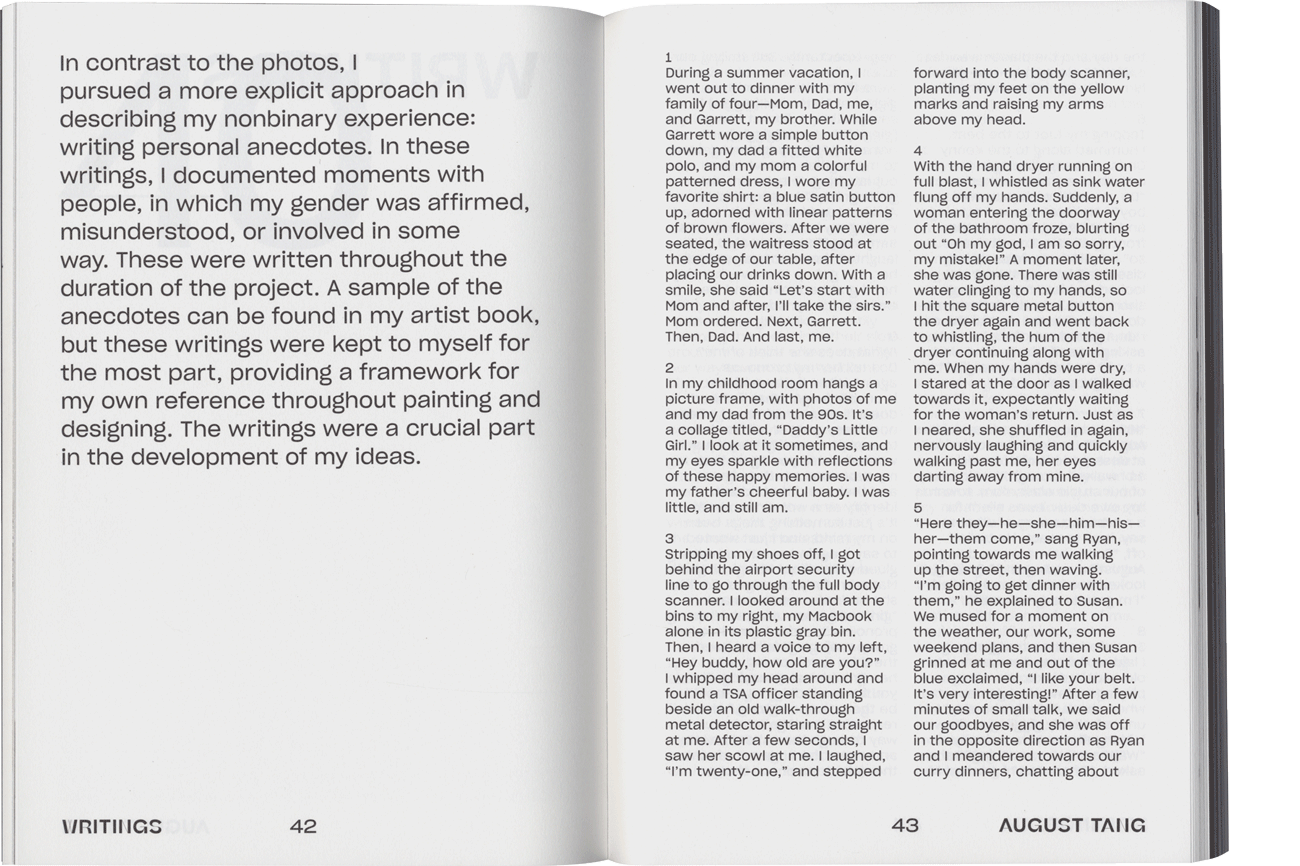 In contrast to the photos, I
pursued a more explicit approach in
describing my nonbinary experience:
writing personal anecdotes. In these
writings, I documented moments with
people, in which my gender was affirmed,
misunderstood, or involved in some
way. These were written throughout the
duration of the project. A sample of the
anecdotes can be found in my artist book,
but these writings were kept to myself for
the most part, providing a framework for
my own reference throughout painting and
designing. The writings were a crucial part
in the development of my ideas.
WRITINGS
42
1
During a summer vacation, I
went out to dinner with my
family of four—Mom, Dad, me,
and Garrett, my brother. While
Garrett wore a simple button
down, my dad a fitted white
polo, and my mom a colorful
patterned dress, I wore my
favorite shirt: a blue satin button
up, adorned with linear patterns
of brown flowers. After we were
seated, the waitress stood at
the edge of our table, after
placing our drinks down. With a
smile, she said “Let’s start with
Mom and after, I’ll take the sirs.”
Mom ordered. Next, Garrett.
Then, Dad. And last, me.
2
In my childhood room hangs a
picture frame, with photos of me
and my dad from the 90s. It’s
a collage titled, “Daddy’s Little
Girl.” I look at it sometimes, and
my eyes sparkle with reflections
of these happy memories. I was
my father’s cheerful baby. I was
little, and still am.
3
Stripping my shoes off, I got
behind the airport security
line to go through the full body
scanner. I looked around at the
bins to my right, my Macbook
alone in its plastic gray bin.
Then, I heard a voice to my left,
“Hey buddy, how old are you?”
I whipped my head around and
found a TSA officer standing
beside an old walk-through
metal detector, staring straight
at me. After a few seconds, I
saw her scowl at me. I laughed,
“I’m twenty-one,” and stepped
forward into the body scanner,
planting my feet on the yellow
marks and raising my arms
above my head.
4
With the hand dryer running on
full blast, I whistled as sink water
flung off my hands. Suddenly, a
woman entering the doorway
of the bathroom froze, blurting
out “Oh my god, I am so sorry,
my mistake!” A moment later,
she was gone. There was still
water clinging to my hands, so
I hit the square metal button
the dryer again and went back
to whistling, the hum of the
dryer continuing along with
me. When my hands were dry,
I stared at the door as I walked
towards it, expectantly waiting
for the woman’s return. Just as
I neared, she shuffled in again,
nervously laughing and quickly
walking past me, her eyes
darting away from mine.
5
“Here they—he—she—him—his—
her—them come,” sang Ryan,
pointing towards me walking
up the street, then waving.
“I’m going to get dinner with
them,” he explained to Susan.
We mused for a moment on
the weather, our work, some
weekend plans, and then Susan
grinned at me and out of the
blue exclaimed, “I like your belt.
It’s very interesting!” After a few
minutes of small talk, we said
our goodbyes, and she was off
in the opposite direction as Ryan
and I meandered towards our
curry dinners, chatting about
43
AUGUST TANG